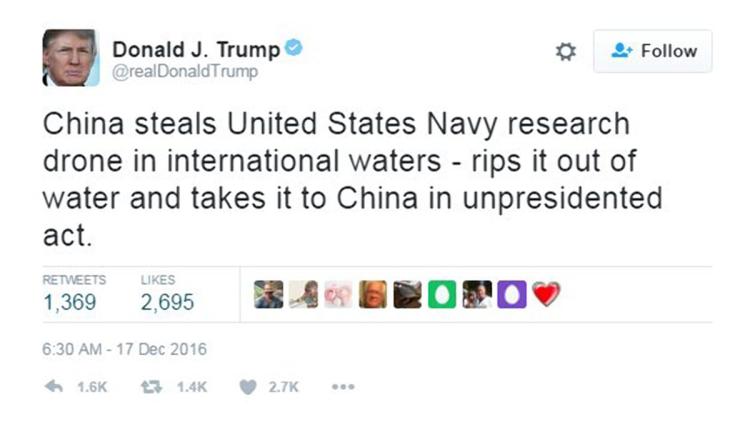 Donald J. Trump
@realDonaldTrump
Follow
China steals United States Navy research
drone in international waters - rips it out of
water and takes it to China in unpresidented
act.
RETWEETS LIKES
1,369 2,695
6:30 AM - 17 Dec 2016
1.6K 1.4K 2.7K